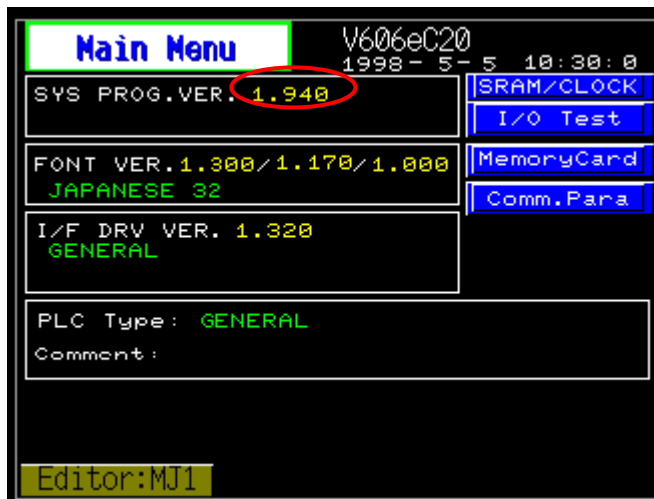 Main Menu
V606eC20
1998- 5- 5 10:30: 0
SYS PROG.VER. 1.940
SRAM/CLOCK
I/O Test
FONT VER.1.300/1.170/1.000
JAPANESE 32
MemoryCard
Comm.Para
I/F DRV VER. 1.320
GENERAL
PLC Type: GENERAL
Comment:
Editor:MJ1